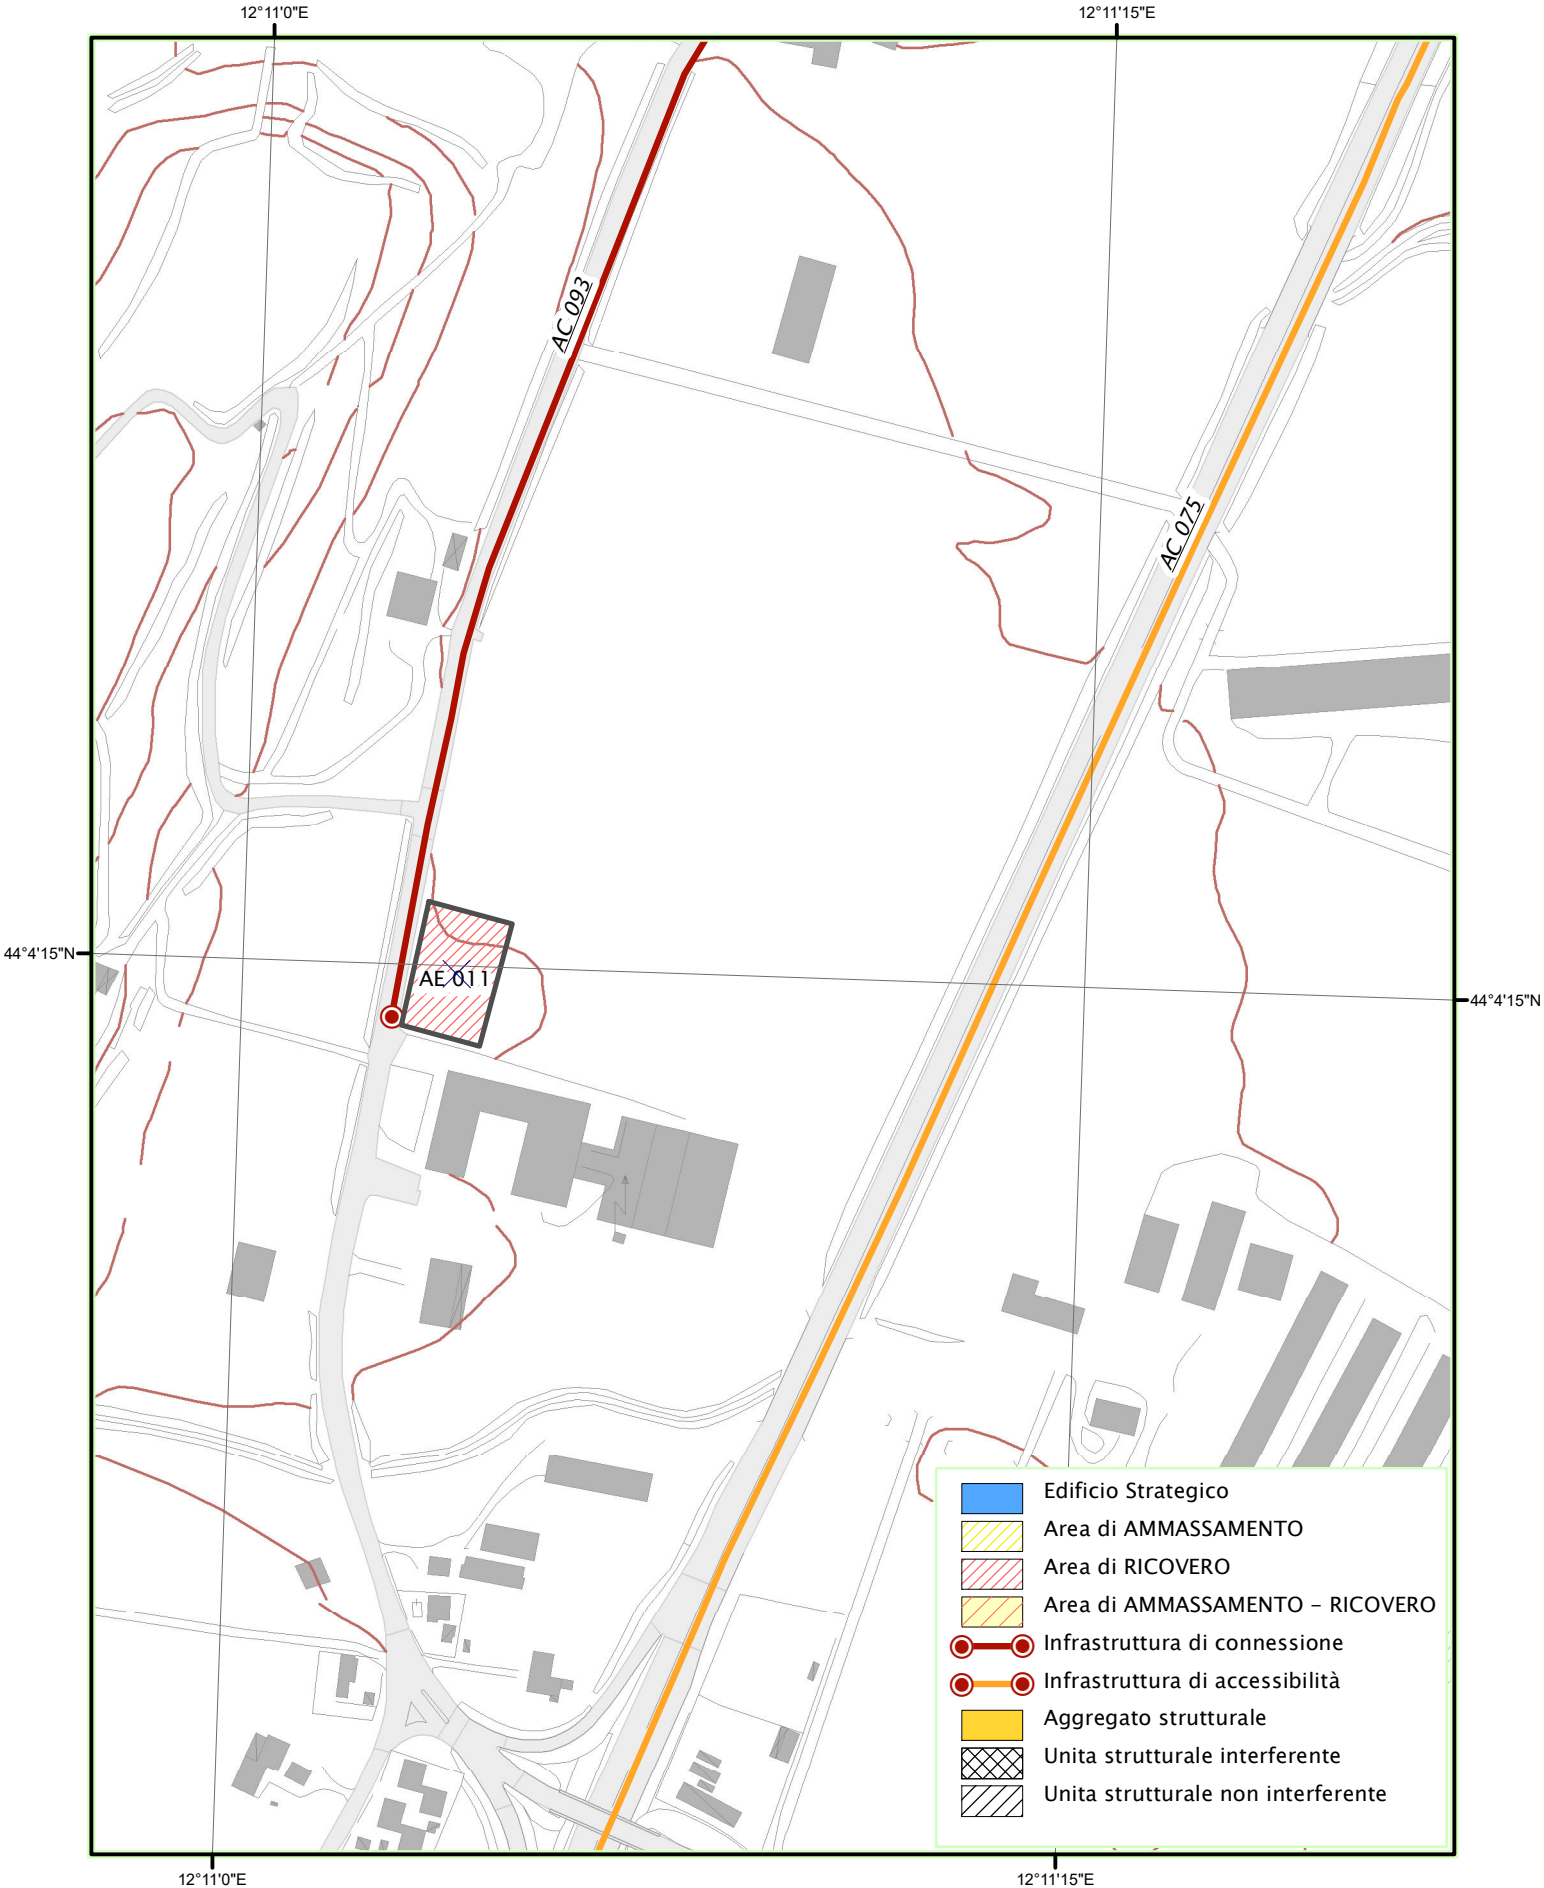 12°11'0"E
12°11'15"E
AC 093
AC 075
44°4'15"N
AE 011
44°4'15"N
Edificio Strategico
Area di AMMASSAMENTO
Area di RICOVERO
Area di AMMASSAMENTO - RICOVERO
Infrastruttura di connessione
Infrastruttura di accessibilità
Aggregato strutturale
Unita strutturale interferente
Unita strutturale non interferente
12°11'0"E
12°11'15"E